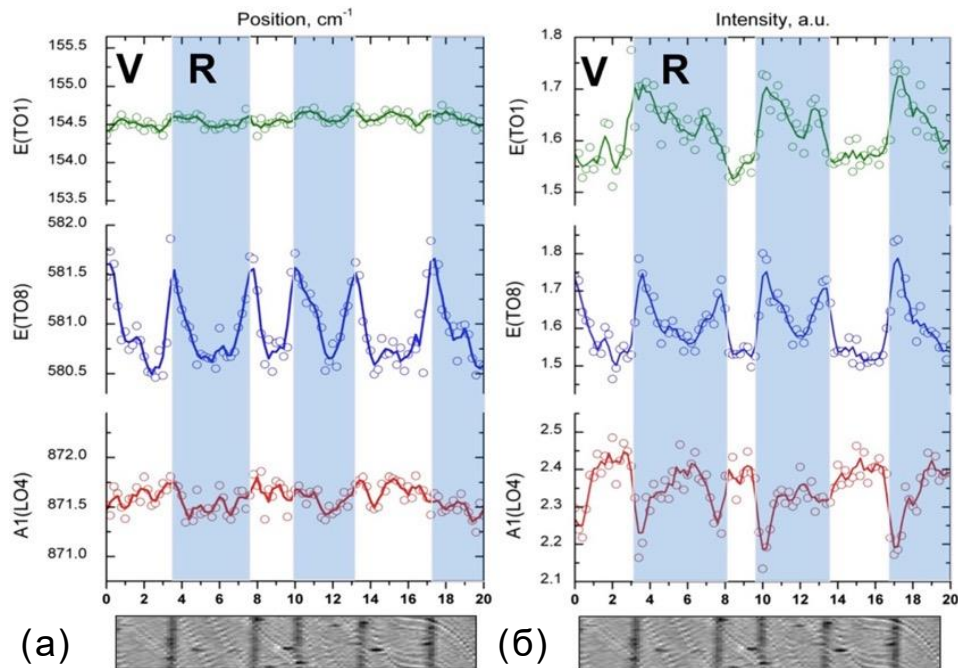 Position, cm⁻¹
Intensity, a.u.
V R
V R
E(TO1)
155.5
155.0
154.5
154.0
153.5
E(TO8)
582.0
581.5
581.0
580.5
A1(LO4)
872.0
871.5
871.0
0 2 4 6 8 10 12 14 16 18 20
E(TO1)
1.8
1.7
1.6
1.5
E(TO8)
1.8
1.7
1.6
1.5
A1(LO4)
2.5
2.4
2.3
2.2
2.1
0 2 4 6 8 10 12 14 16 18 20
(а)
(б)